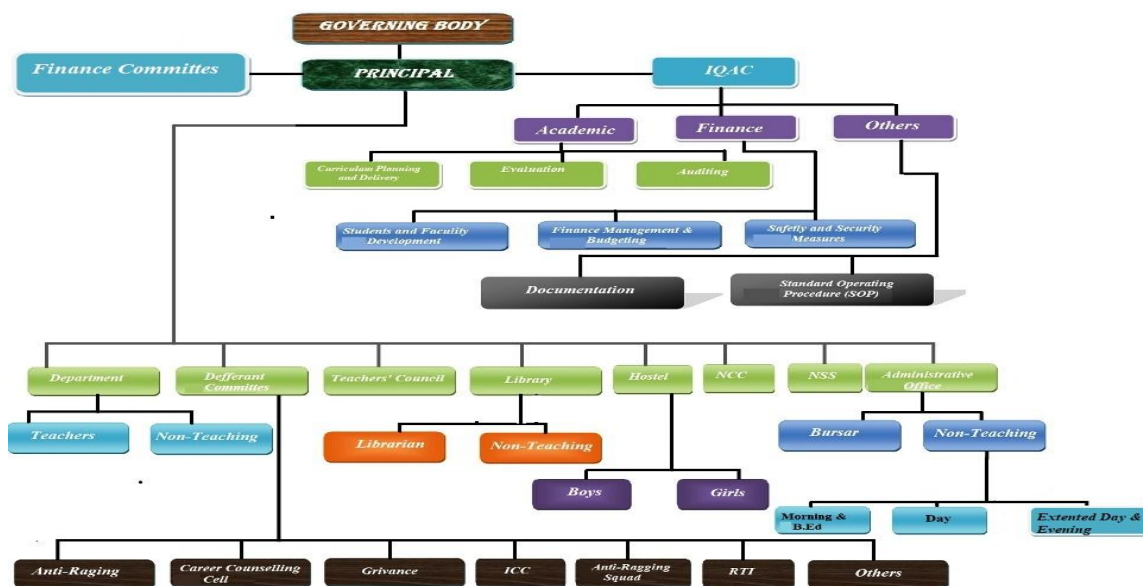 GOVERNING BODY
Finance Committes
PRINCIPAL
IQAC
Academic
Finance
Others
Curriculam Planning
and Delivery
Evaluation
Auditing
Students and Faculity
Development
Finance Management &
Budgeting
Safetly and Security
Measures
Documentation
Standard Operating
Procedure (SOP)
Department
Defferant
Committes
Teachers' Council
Library
Hostel
NCC
NSS
Administrative
Office
Teachers
Non-Teaching
Librarian
Non-Teaching
Bursar
Non-Teaching
Boys
Girls
Morning &
B.Ed
Day
Extented Day &
Evening
Anti-Raging
Career Counselling
Cell
Grivance
ICC
Anti-Ragging
Squad
RTI
Others